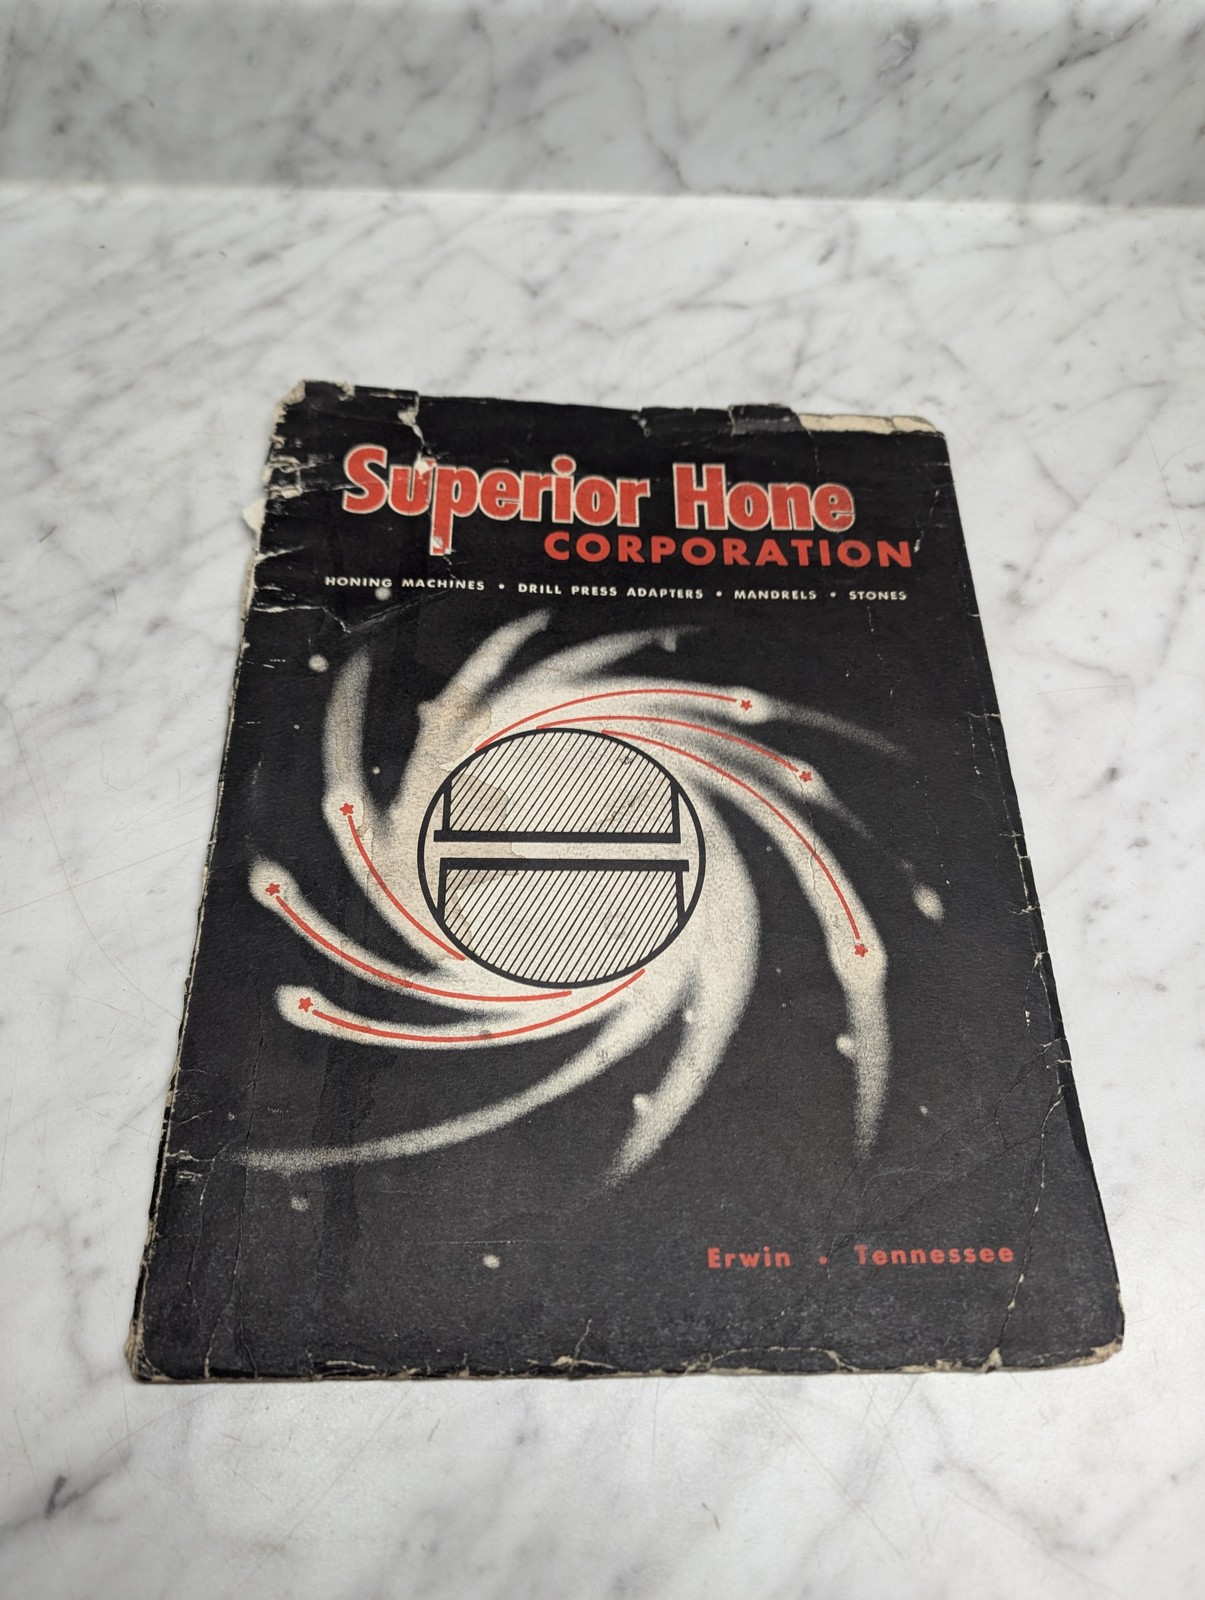 Superior Hone
CORPORATION
HONING MACHINES • DRILL PRESS ADAPTERS • MANDRELS • STONES
Erwin • Tennessee